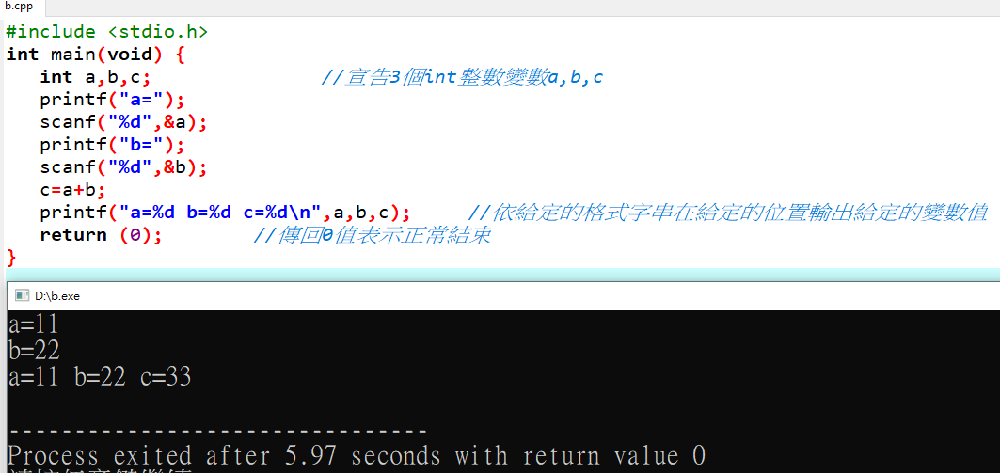 b.cpp
#include <stdio.h>
int main(void) {
int a,b,c; //宣告3個int整數變數a,b,c
printf("a=");
scanf("%d",&a);
printf("b=");
scanf("%d",&b);
c=a+b;
printf("a=%d b=%d c=%d\n",a,b,c); //依給定的格式字串在給定的位置輸出給定的變數值
return (0); //傳回0值表示正常結束
}
D:\b.exe
a=11
b=22
a=11 b=22 c=33
--------------------------------
Process exited after 5.97 seconds with return value 0